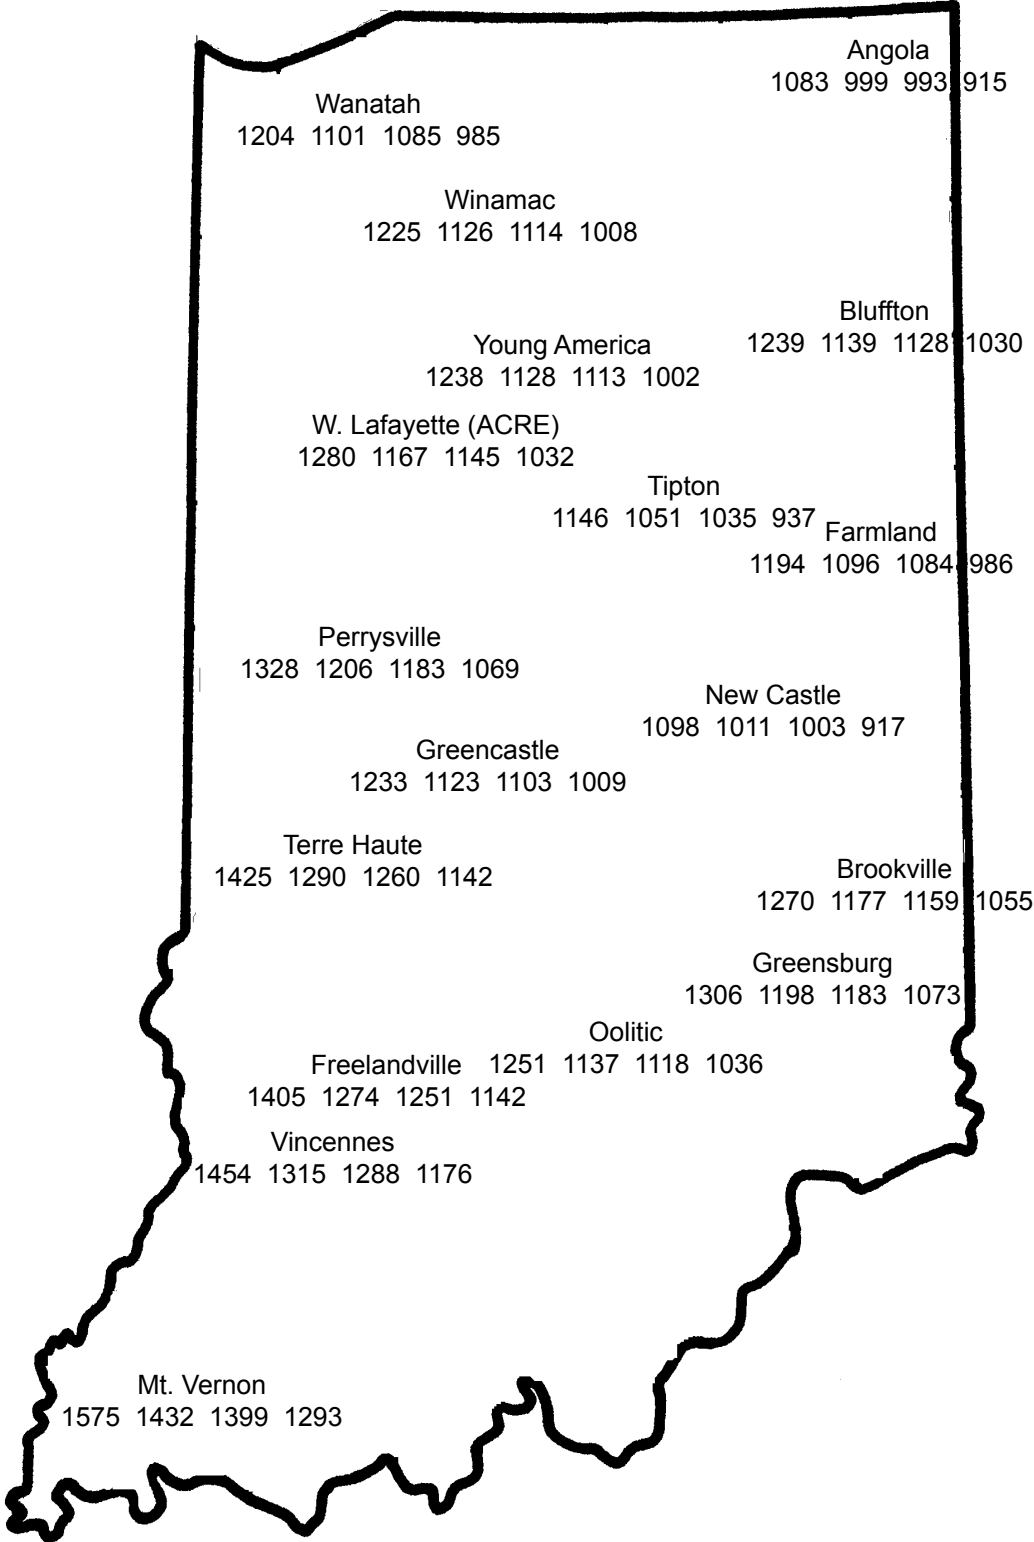 Angola
1083 999 993 915
Wanatah
1204 1101 1085 985
Winamac
1225 1126 1114 1008
Bluffton
1239 1139 1128 1030
Young America
1238 1128 1113 1002
W. Lafayette (ACRE)
1280 1167 1145 1032
Tipton
1146 1051 1035 937
Farmland
1194 1096 1084 986
Perrysville
1328 1206 1183 1069
New Castle
1098 1011 1003 917
Greencastle
1233 1123 1103 1009
Terre Haute
1425 1290 1260 1142
Brookville
1270 1177 1159 1055
Greensburg
1306 1198 1183 1073
Oolitic
1251 1137 1118 1036
Freelandville
1405 1274 1251 1142
Vincennes
1454 1315 1288 1176
Mt. Vernon
1575 1432 1399 1293